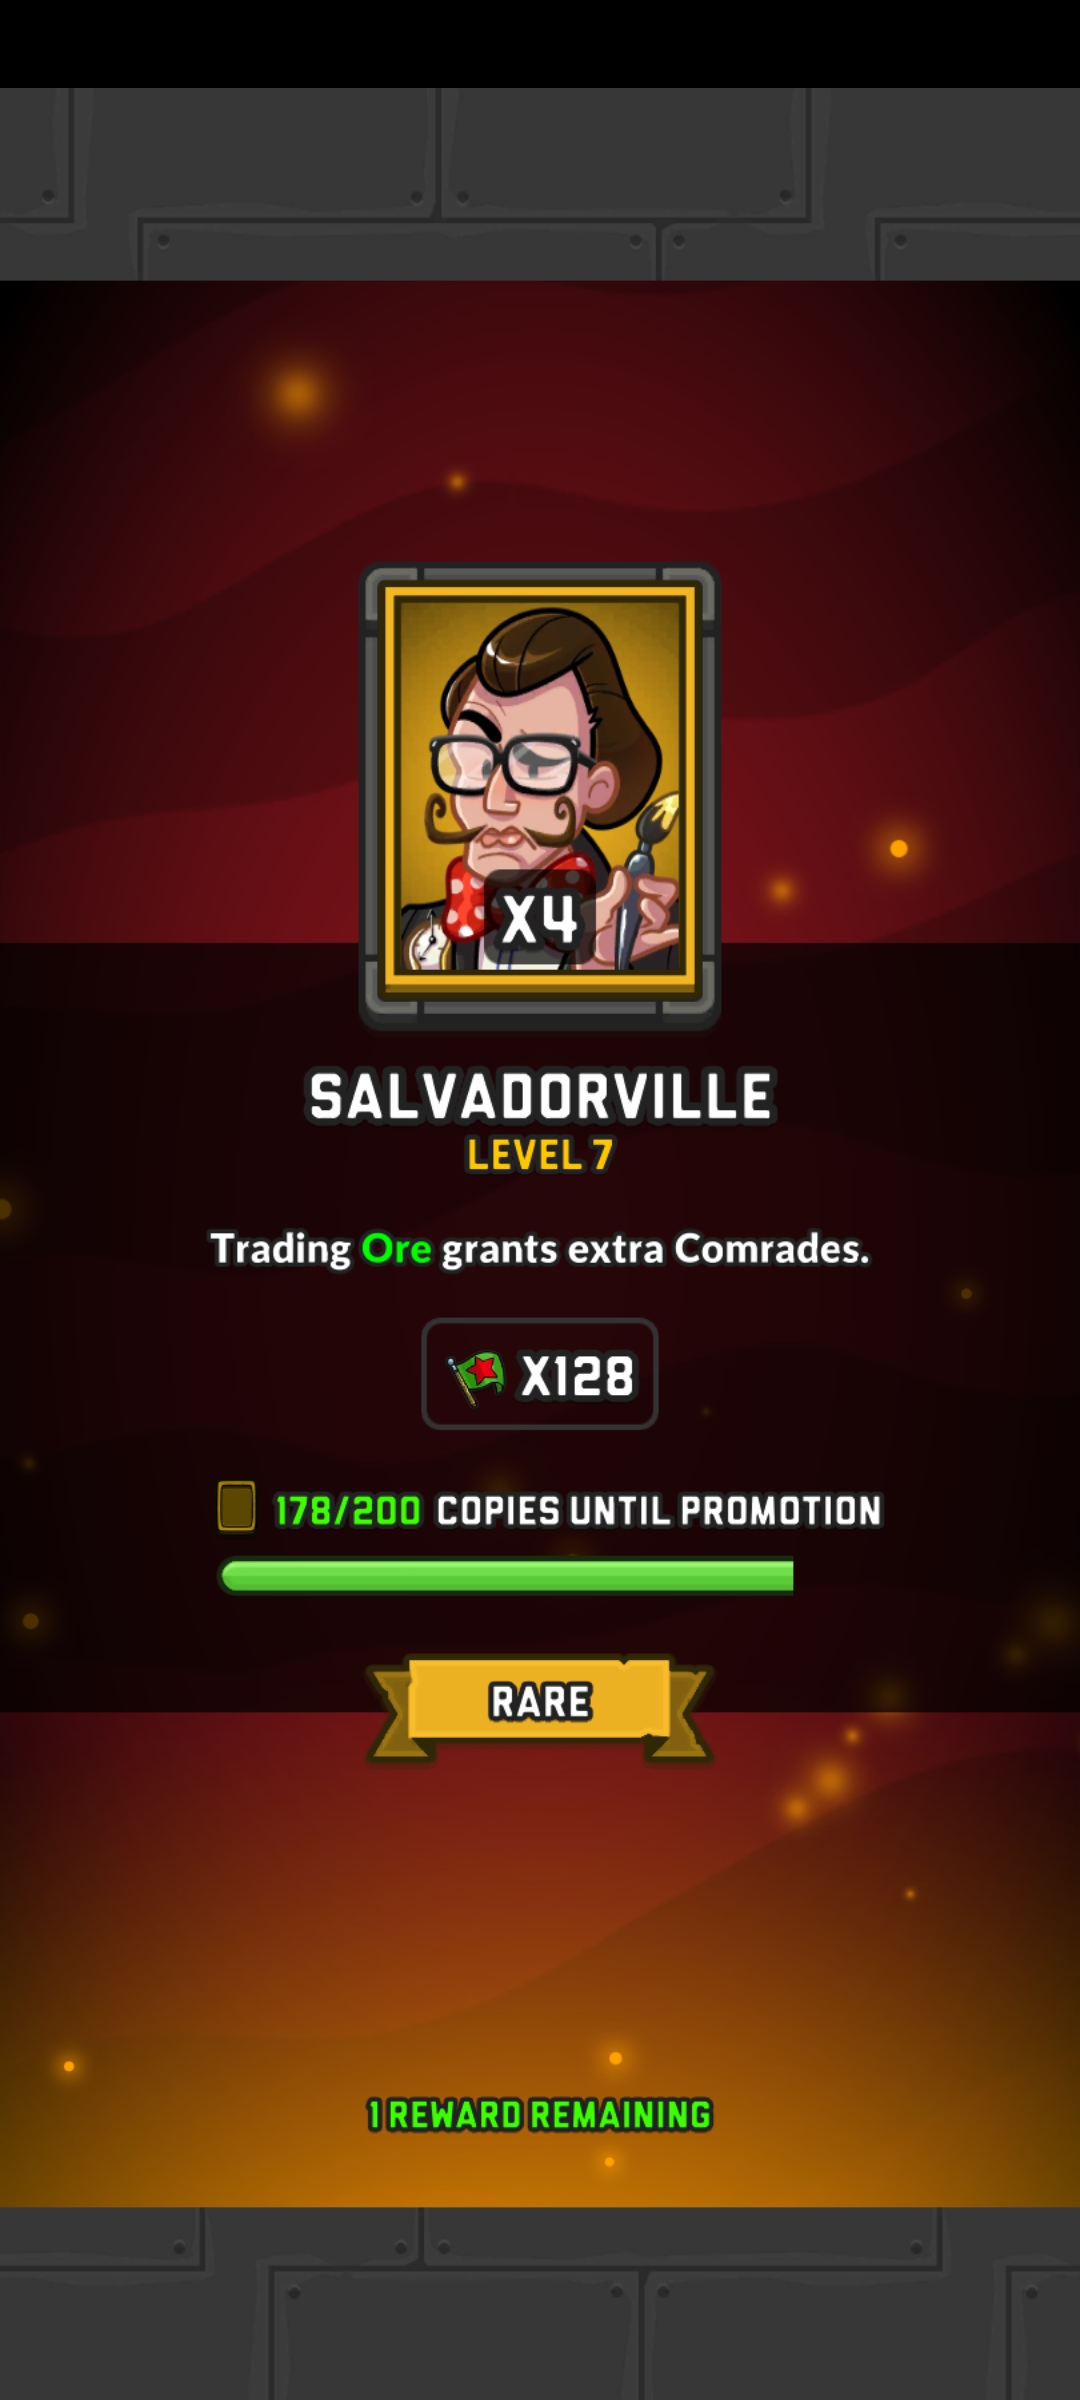 X4
SALVADORVILLE
LEVEL 7
Trading Ore grants extra Comrades.
X128
178/200 COPIES UNTIL PROMOTION
RARE
1 REWARD REMAINING